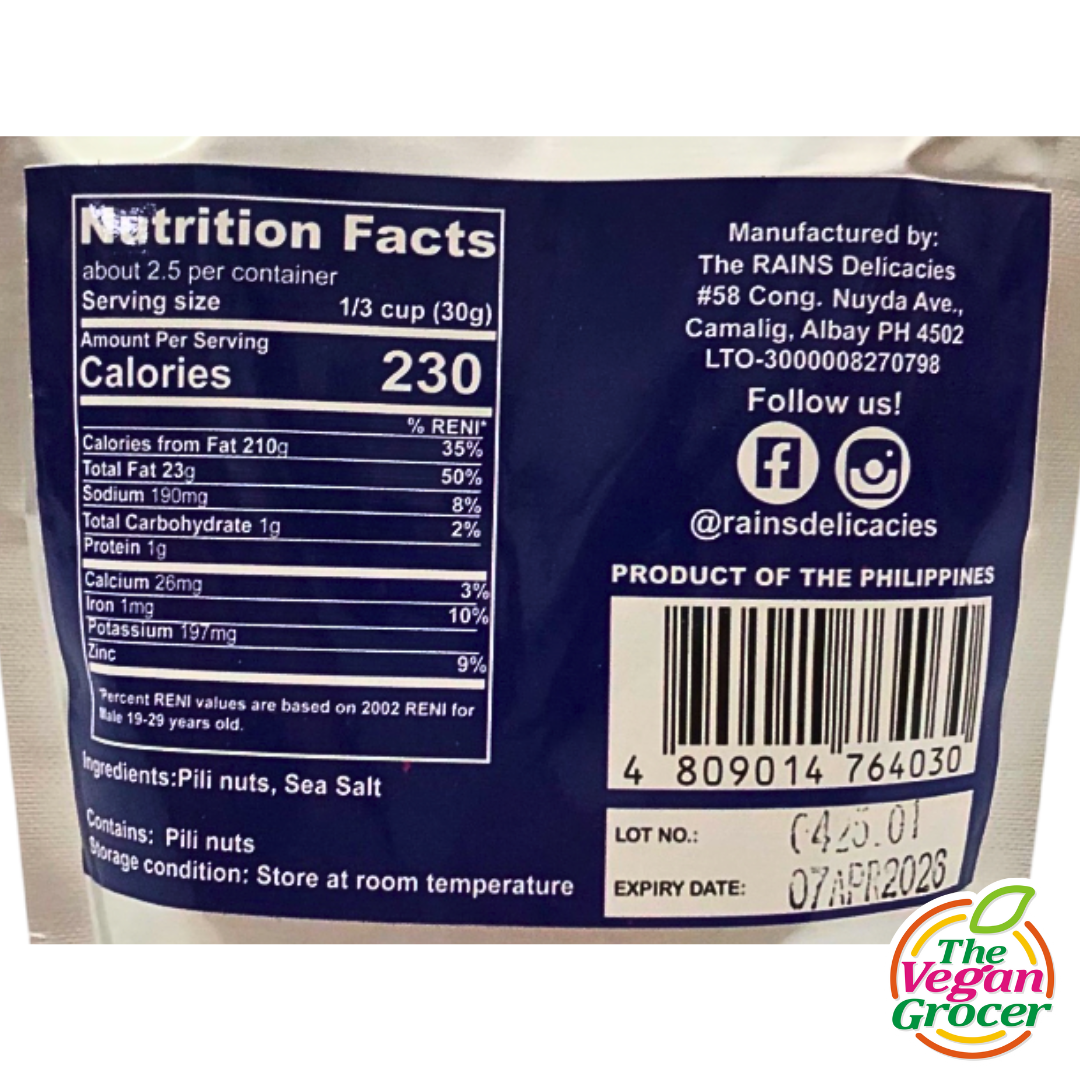 Nutrition Facts
about 2.5 per container
Serving size 1/3 cup (30g)
Amount Per Serving
Calories 230
% RENI*
Calories from Fat 210g 35%
Total Fat 23g 50%
Sodium 190mg 8%
Total Carbohydrate 1g 2%
Protein 1g
Calcium 26mg 3%
Iron 1mg 10%
Potassium 197mg
Zinc 9%
*Percent RENI values are based on 2002 RENI for
Male 19-29 years old.
Ingredients:Pili nuts, Sea Salt
Contains: Pili nuts
Storage condition: Store at room temperature
Manufactured by:
The RAINS Delicacies
#58 Cong. Nuyda Ave.,
Camalig, Albay PH 4502
LTO-3000008270798
Follow us!
@rainsdelicacies
PRODUCT OF THE PHILIPPINES
4 809014 764030
LOT NO.:
EXPIRY DATE: 07APR2026
The
Vegan
Grocer